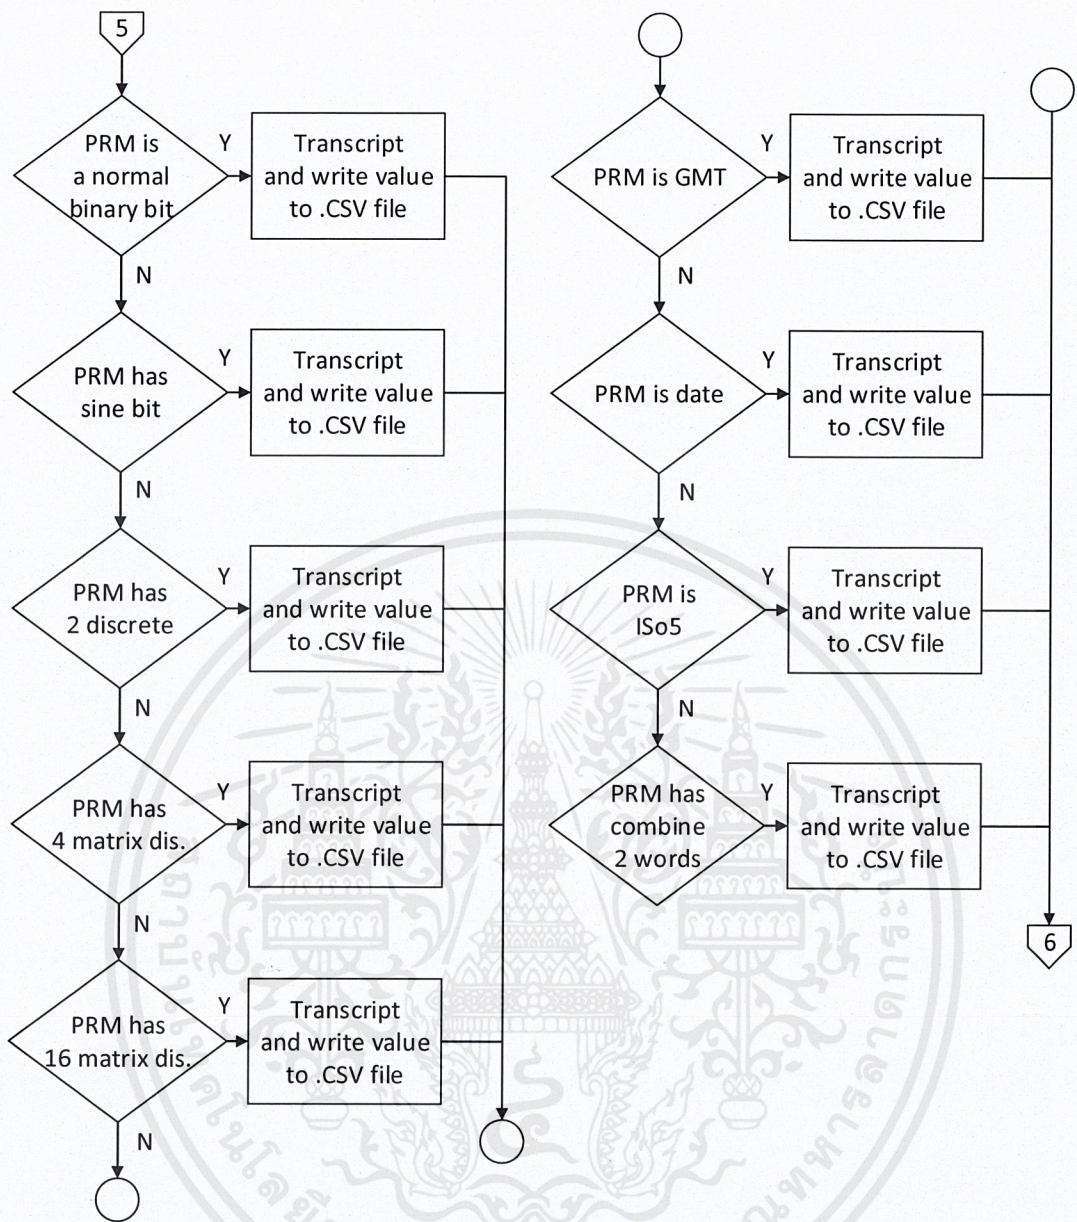 5
PRM is
a normal
binary bit
Y
Transcript
and write value
to .CSV file
N
PRM has
sine bit
Y
Transcript
and write value
to .CSV file
N
PRM has
2 discrete
Y
Transcript
and write value
to .CSV file
N
PRM has
4 matrix dis.
Y
Transcript
and write value
to .CSV file
N
PRM has
16 matrix dis.
Y
Transcript
and write value
to .CSV file
N
PRM is GMT
Y
Transcript
and write value
to .CSV file
N
PRM is date
Y
Transcript
and write value
to .CSV file
N
PRM is
ISo5
Y
Transcript
and write value
to .CSV file
N
PRM has
combine
2 words
Y
Transcript
and write value
to .CSV file
6